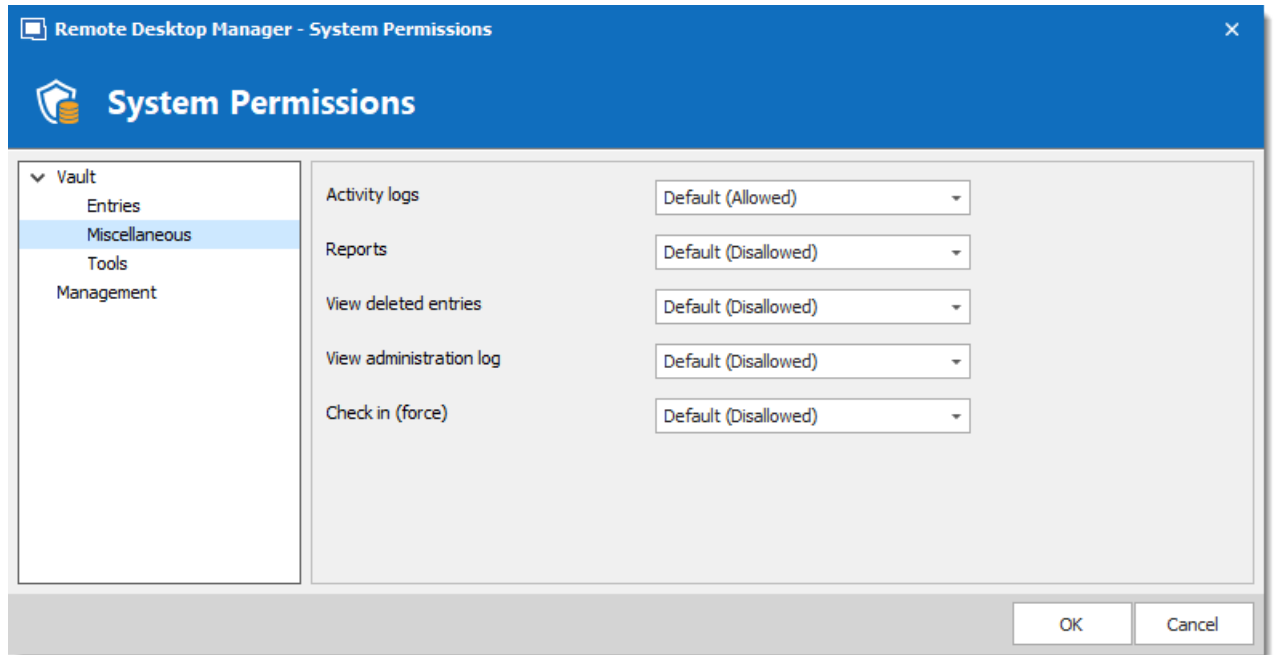 Remote Desktop Manager - System Permissions
System Permissions
Vault
Entries
Miscellaneous
Tools
Management
Activity logs Default (Allowed)
Reports Default (Disallowed)
View deleted entries Default (Disallowed)
View administration log Default (Disallowed)
Check in (force) Default (Disallowed)
OK Cancel